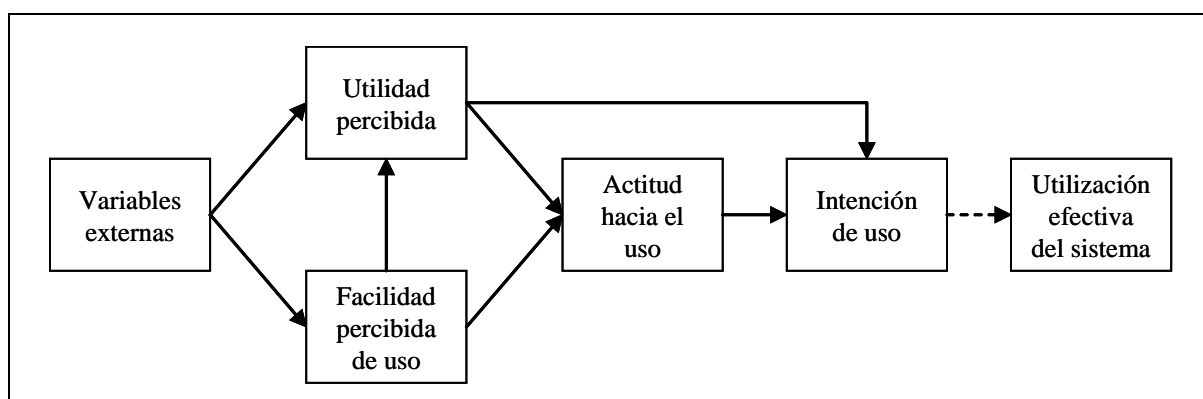 Utilidad
percibida
Variables
externas
Facilidad
percibida
de uso
Actitud
hacia el
uso
Intención
de uso
Utilización
efectiva
del sistema